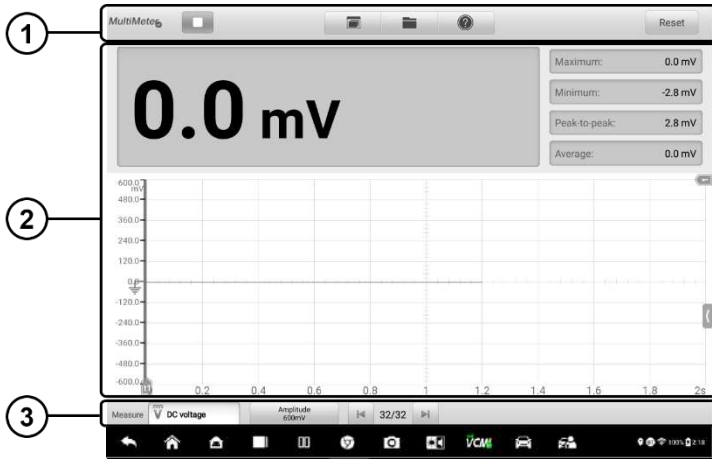 1
MultiMeter
Reset
2
0.0 mV
Maximum: 0.0 mV
Minimum: -2.8 mV
Peak-to-peak: 2.8 mV
Average: 0.0 mV
600.0
mV
480.0
360.0
240.0
120.0
0.0
-120.0
-240.0
-360.0
-480.0
-600.0
0.2 0.4 0.6 0.8 1 1.2 1.4 1.6 1.8 2s
3
Measure DC voltage Amplitude 32/32
600mV
VCMI 100% 2:18